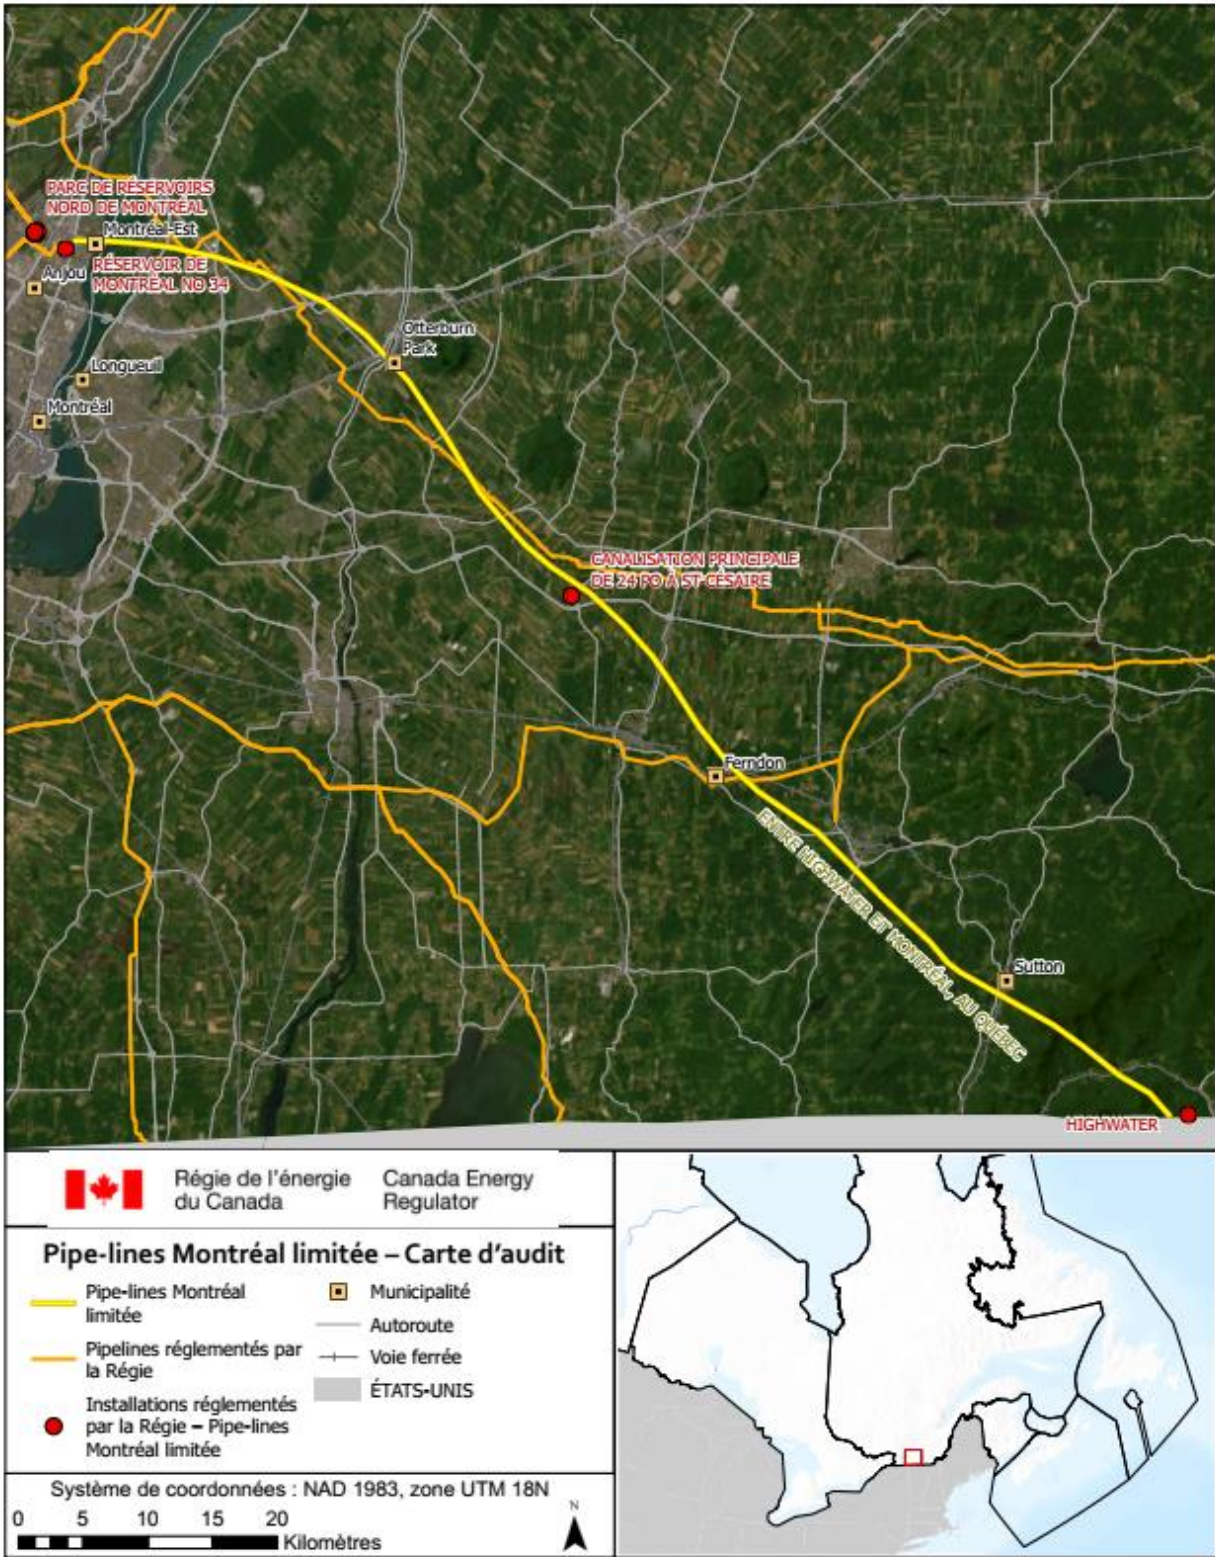 PARC DE RÉSERVOIRS
NORD DE MONTRÉAL
Montréal-Est
RÉSERVOIR DE
MONTRÉAL NO 34
Anjou
Otterburn
Park
Longueuil
Montréal
CANALISATION PRINCIPALE
DE 24 PO À ST-CÉSAIRE
Ferndon
ENTRE HIGHWATER ET MONTRÉAL, AU QUÉBEC
Sutton
HIGHWATER
Régie de l'énergie
du Canada
Canada Energy
Regulator
Pipe-lines Montréal limitée – Carte d'audit
Pipe-lines Montréal
limitée
Pipelines réglementés par
la Régie
Installations réglementés
par la Régie – Pipe-lines
Montréal limitée
Municipalité
Autoroute
Voie ferrée
ÉTATS-UNIS
Système de coordonnées : NAD 1983, zone UTM 18N
0 5 10 15 20
Kilomètres
N